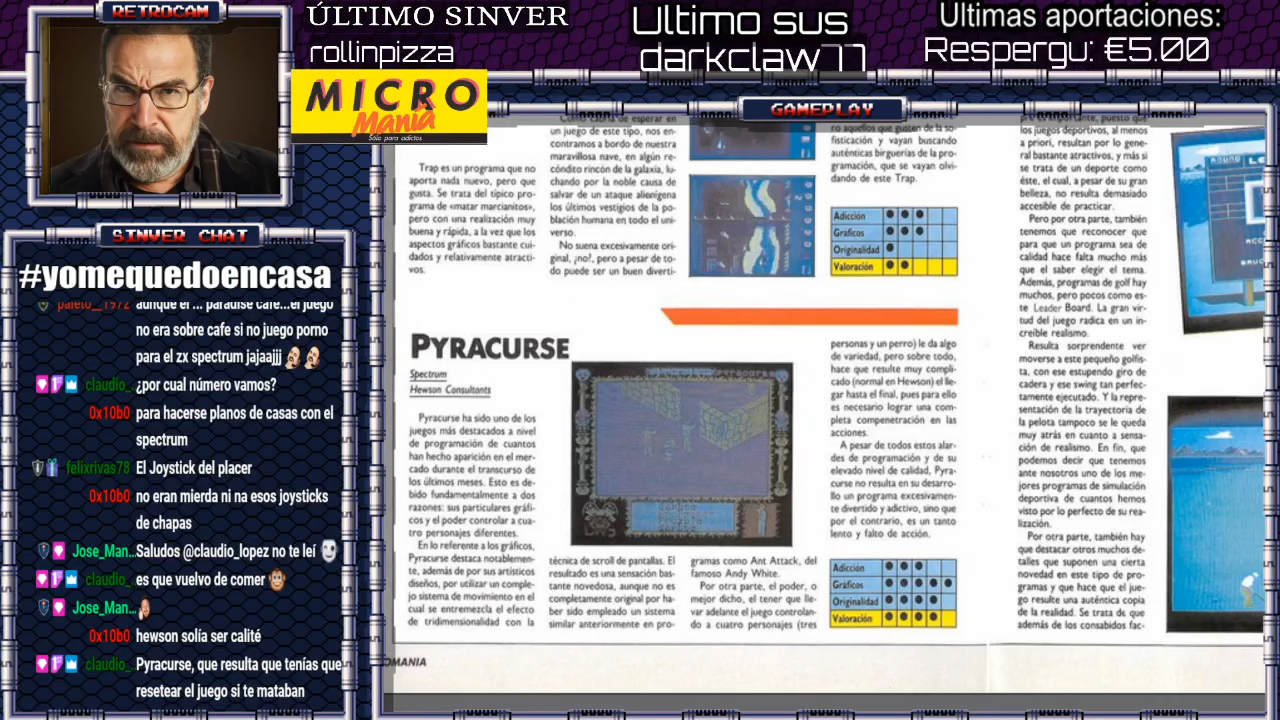 RETROCAM
ÚLTIMO SINVER
rollinpizza
MICRO
Manía
Sólo para adictos
Ultimo sus
darkclaw77
Ultimas aportaciones:
Respergu: €5.00
GAMEPLAY
SINVER CHAT
#yomequedoencasa
pareto__1972 aunque el ... paradise cafe...el juego
no era sobre cafe si no juego porno
para el zx spectrum jajaajjj
claudio_ ¿por cual número vamos?
0x10b0 para hacerse planos de casas con el
spectrum
felixrivas78 El Joystick del placer
0x10b0 no eran mierda ni na esos joysticks
de chapas
Jose_Man... Saludos @claudio_lopez no te leí
claudio_ es que vuelvo de comer
Jose_Man...
0x10b0 hewson solía ser calité
claudio_ Pyracurse, que resulta que tenías que
resetear el juego si te mataban
Trap es un programa que no
aporta nada nuevo, pero que
gusta. Se trata del típico pro-
grama de «matar marcianitos»,
pero con una realización muy
buena y rápida, a la vez que los
aspectos gráficos bastante cui-
dados y relativamente atracti-
vos.
de esperar en
un juego de este tipo, nos en-
contramos a bordo de nuestra
maravillosa nave, en algún re-
cóndito rincón de la galaxia, lu-
chando por la noble causa de
salvar de un ataque alienígena
los últimos vestigios de la po-
blación humana en todo el uni-
verso.
No suena excesivamente ori-
ginal, ¿no?, pero a pesar de to-
do puede ser un buen diverti-
ro aquellos que gusten de la so-
fisticación y vayan buscando
auténticas birguerías de la pro-
gramación, que se vayan olvi-
dando de este Trap.
Adicción
Gráficos
Originalidad
Valoración
PYRACURSE
Spectrum
Hewson Consultants
Pyracurse ha sido uno de los
juegos más destacados a nivel
de programación de cuantos
han hecho aparición en el mer-
cado durante el transcurso de
los últimos meses. Esto es de-
bido fundamentalmente a dos
razones: sus particulares gráfi-
cos y el poder controlar a cua-
tro personajes diferentes.
En lo referente a los gráficos,
Pyracurse destaca notablemen-
te, además de por sus artísticos
diseños, por utilizar un comple-
jo sistema de movimiento en el
cual se entremezcla el efecto
de tridimensionalidad con la
técnica de scroll de pantallas. El
resultado es una sensación bas-
tante novedosa, aunque no es
completamente original por ha-
ber sido empleado un sistema
similar anteriormente en pro-
gramas como Ant Attack, del
famoso Andy White.
Por otra parte, el poder, o
mejor dicho, el tener que lle-
var adelante el juego controlan-
do a cuatro personajes (tres
personas y un perro) le da algo
de variedad, pero sobre todo,
hace que resulte muy compli-
cado (normal en Hewson) el lle-
gar hasta el final, pues para ello
es necesario lograr una com-
pleta compenetración en las
acciones.
A pesar de todos estos alar-
des de programación y de su
elevado nivel de calidad, Pyra-
curse no resulta en su desarro-
llo un programa excesivamen-
te divertido y adictivo, sino que
por el contrario, es un tanto
lento y falto de acción.
Adicción
Gráficos
Originalidad
Valoración
puesto que
los juegos deportivos, al menos
a priori, resultan por lo gene-
ral bastante atractivos, y más si
se trata de un deporte como
éste, el cual, a pesar de su gran
belleza, no resulta demasiado
accesible de practicar.
Pero por otra parte, también
tenemos que reconocer que
para que un programa sea de
calidad hace falta mucho más
que el saber elegir el tema.
Además, programas de golf hay
muchos, pero pocos como es-
te Leader Board. La gran vir-
tud del juego radica en un in-
creíble realismo.
Resulta sorprendente ver
moverse a este pequeño golfis-
ta, con ese estupendo giro de
cadera y ese swing tan perfec-
tamente ejecutado. Y la repre-
sentación de la trayectoria de
la pelota tampoco se le queda
muy atrás en cuanto a sensa-
ción de realismo. En fin, que
podemos decir que tenemos
ante nosotros uno de los me-
jores programas de simulación
deportiva de cuantos hemos
visto por lo perfecto de su rea-
lización.
Por otra parte, también hay
que destacar otros muchos de-
talles que suponen una cierta
novedad en este tipo de pro-
gramas y que hace que el jue-
go resulte una auténtica copia
de la realidad. Se trata de que
además de los consabidos fac-
OMANIA